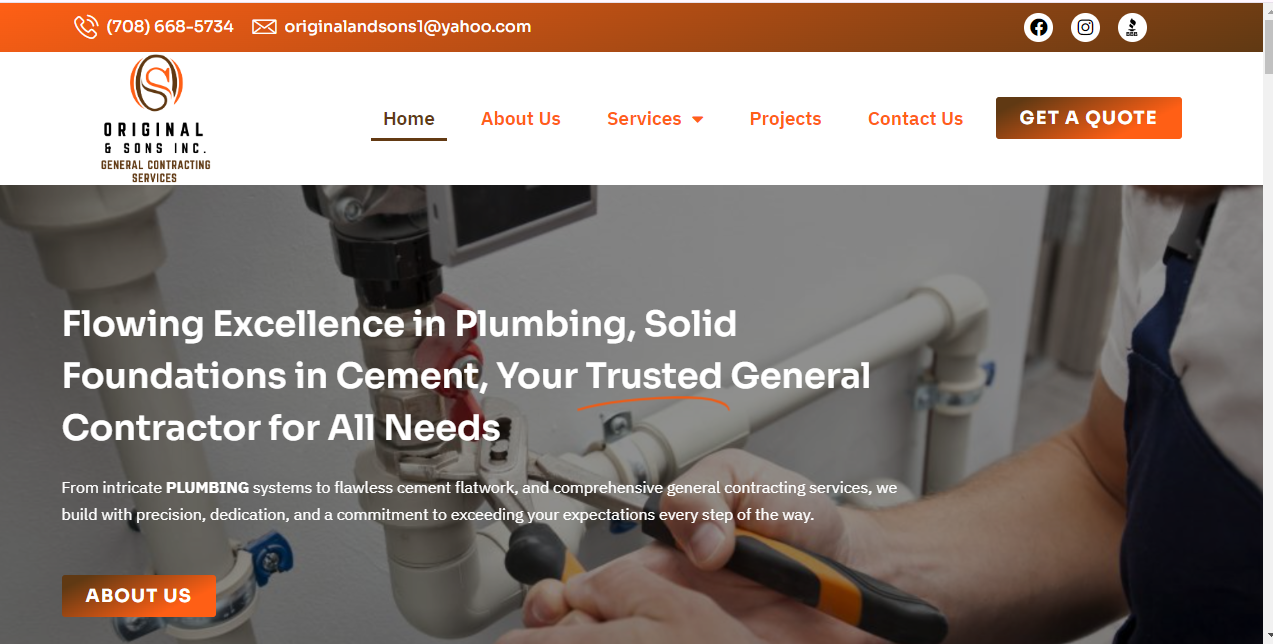 (708) 668-5734 originalandsons1@yahoo.com
BBB
ORIGINAL
& SONS INC.
GENERAL CONTRACTING
SERVICES
Home About Us Services Projects Contact Us GET A QUOTE
Flowing Excellence in Plumbing, Solid
Foundations in Cement, Your Trusted General
Contractor for All Needs
From intricate PLUMBING systems to flawless cement flatwork, and comprehensive general contracting services, we
build with precision, dedication, and a commitment to exceeding your expectations every step of the way.
ABOUT US